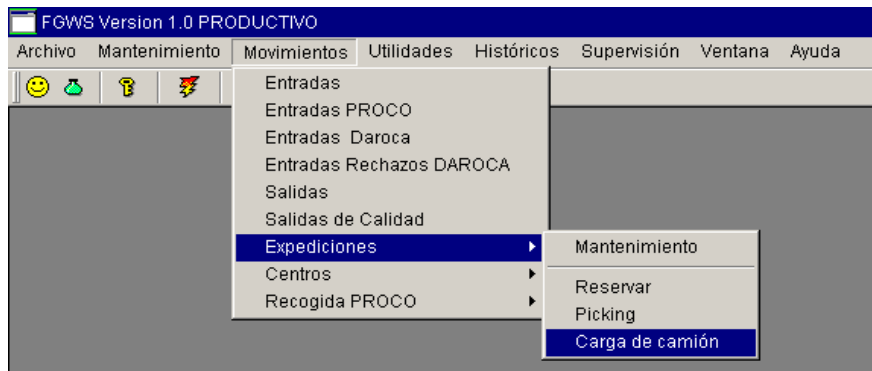 FGWS Version 1.0 PRODUCTIVO
Archivo Mantenimiento Movimientos Utilidades Históricos Supervisión Ventana Ayuda
Entradas
Entradas PROCO
Entradas Daroca
Entradas Rechazos DAROCA
Salidas
Salidas de Calidad
Expediciones
Centros
Recogida PROCO
Mantenimiento
Reservar
Picking
Carga de camión